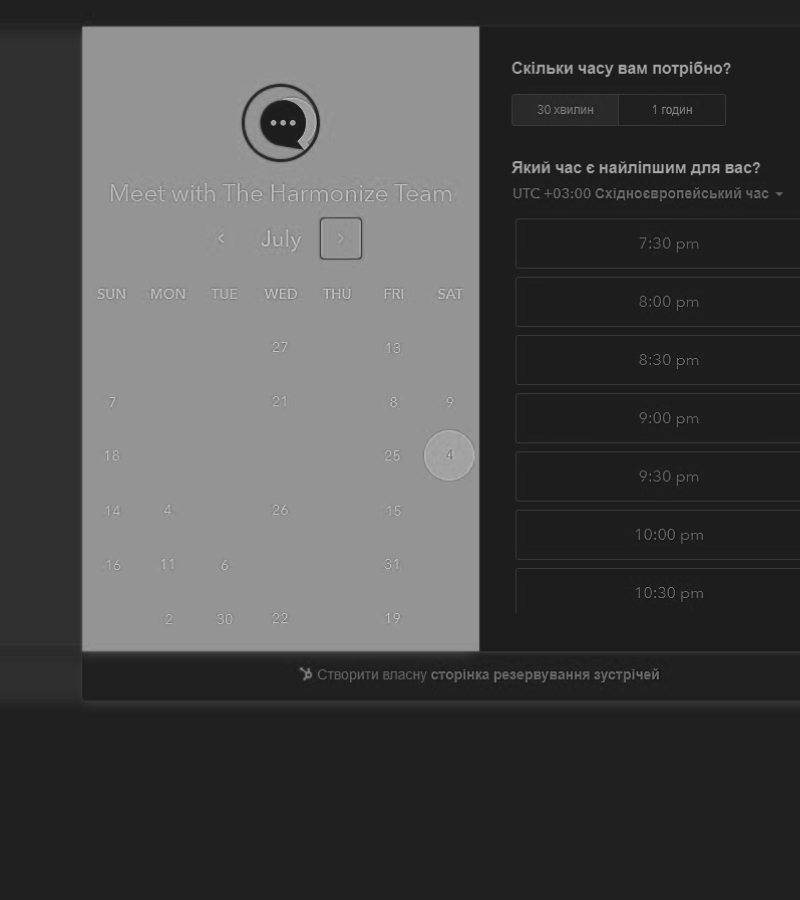 Meet with The Harmonize Team
July
SUN MON TUE WED THU FRI SAT
27 13
7 21 8 9
18 25 4
14 4 26 15
16 11 6 31
2 30 22 19
Скільки часу вам потрібно?
30 хвилин 1 годин
Який час є найліпшим для вас?
UTC +03:00 Східноєвропейський час
7:30 pm
8:00 pm
8:30 pm
9:00 pm
9:30 pm
10:00 pm
10:30 pm
Створити власну сторінка резервування зустрічей